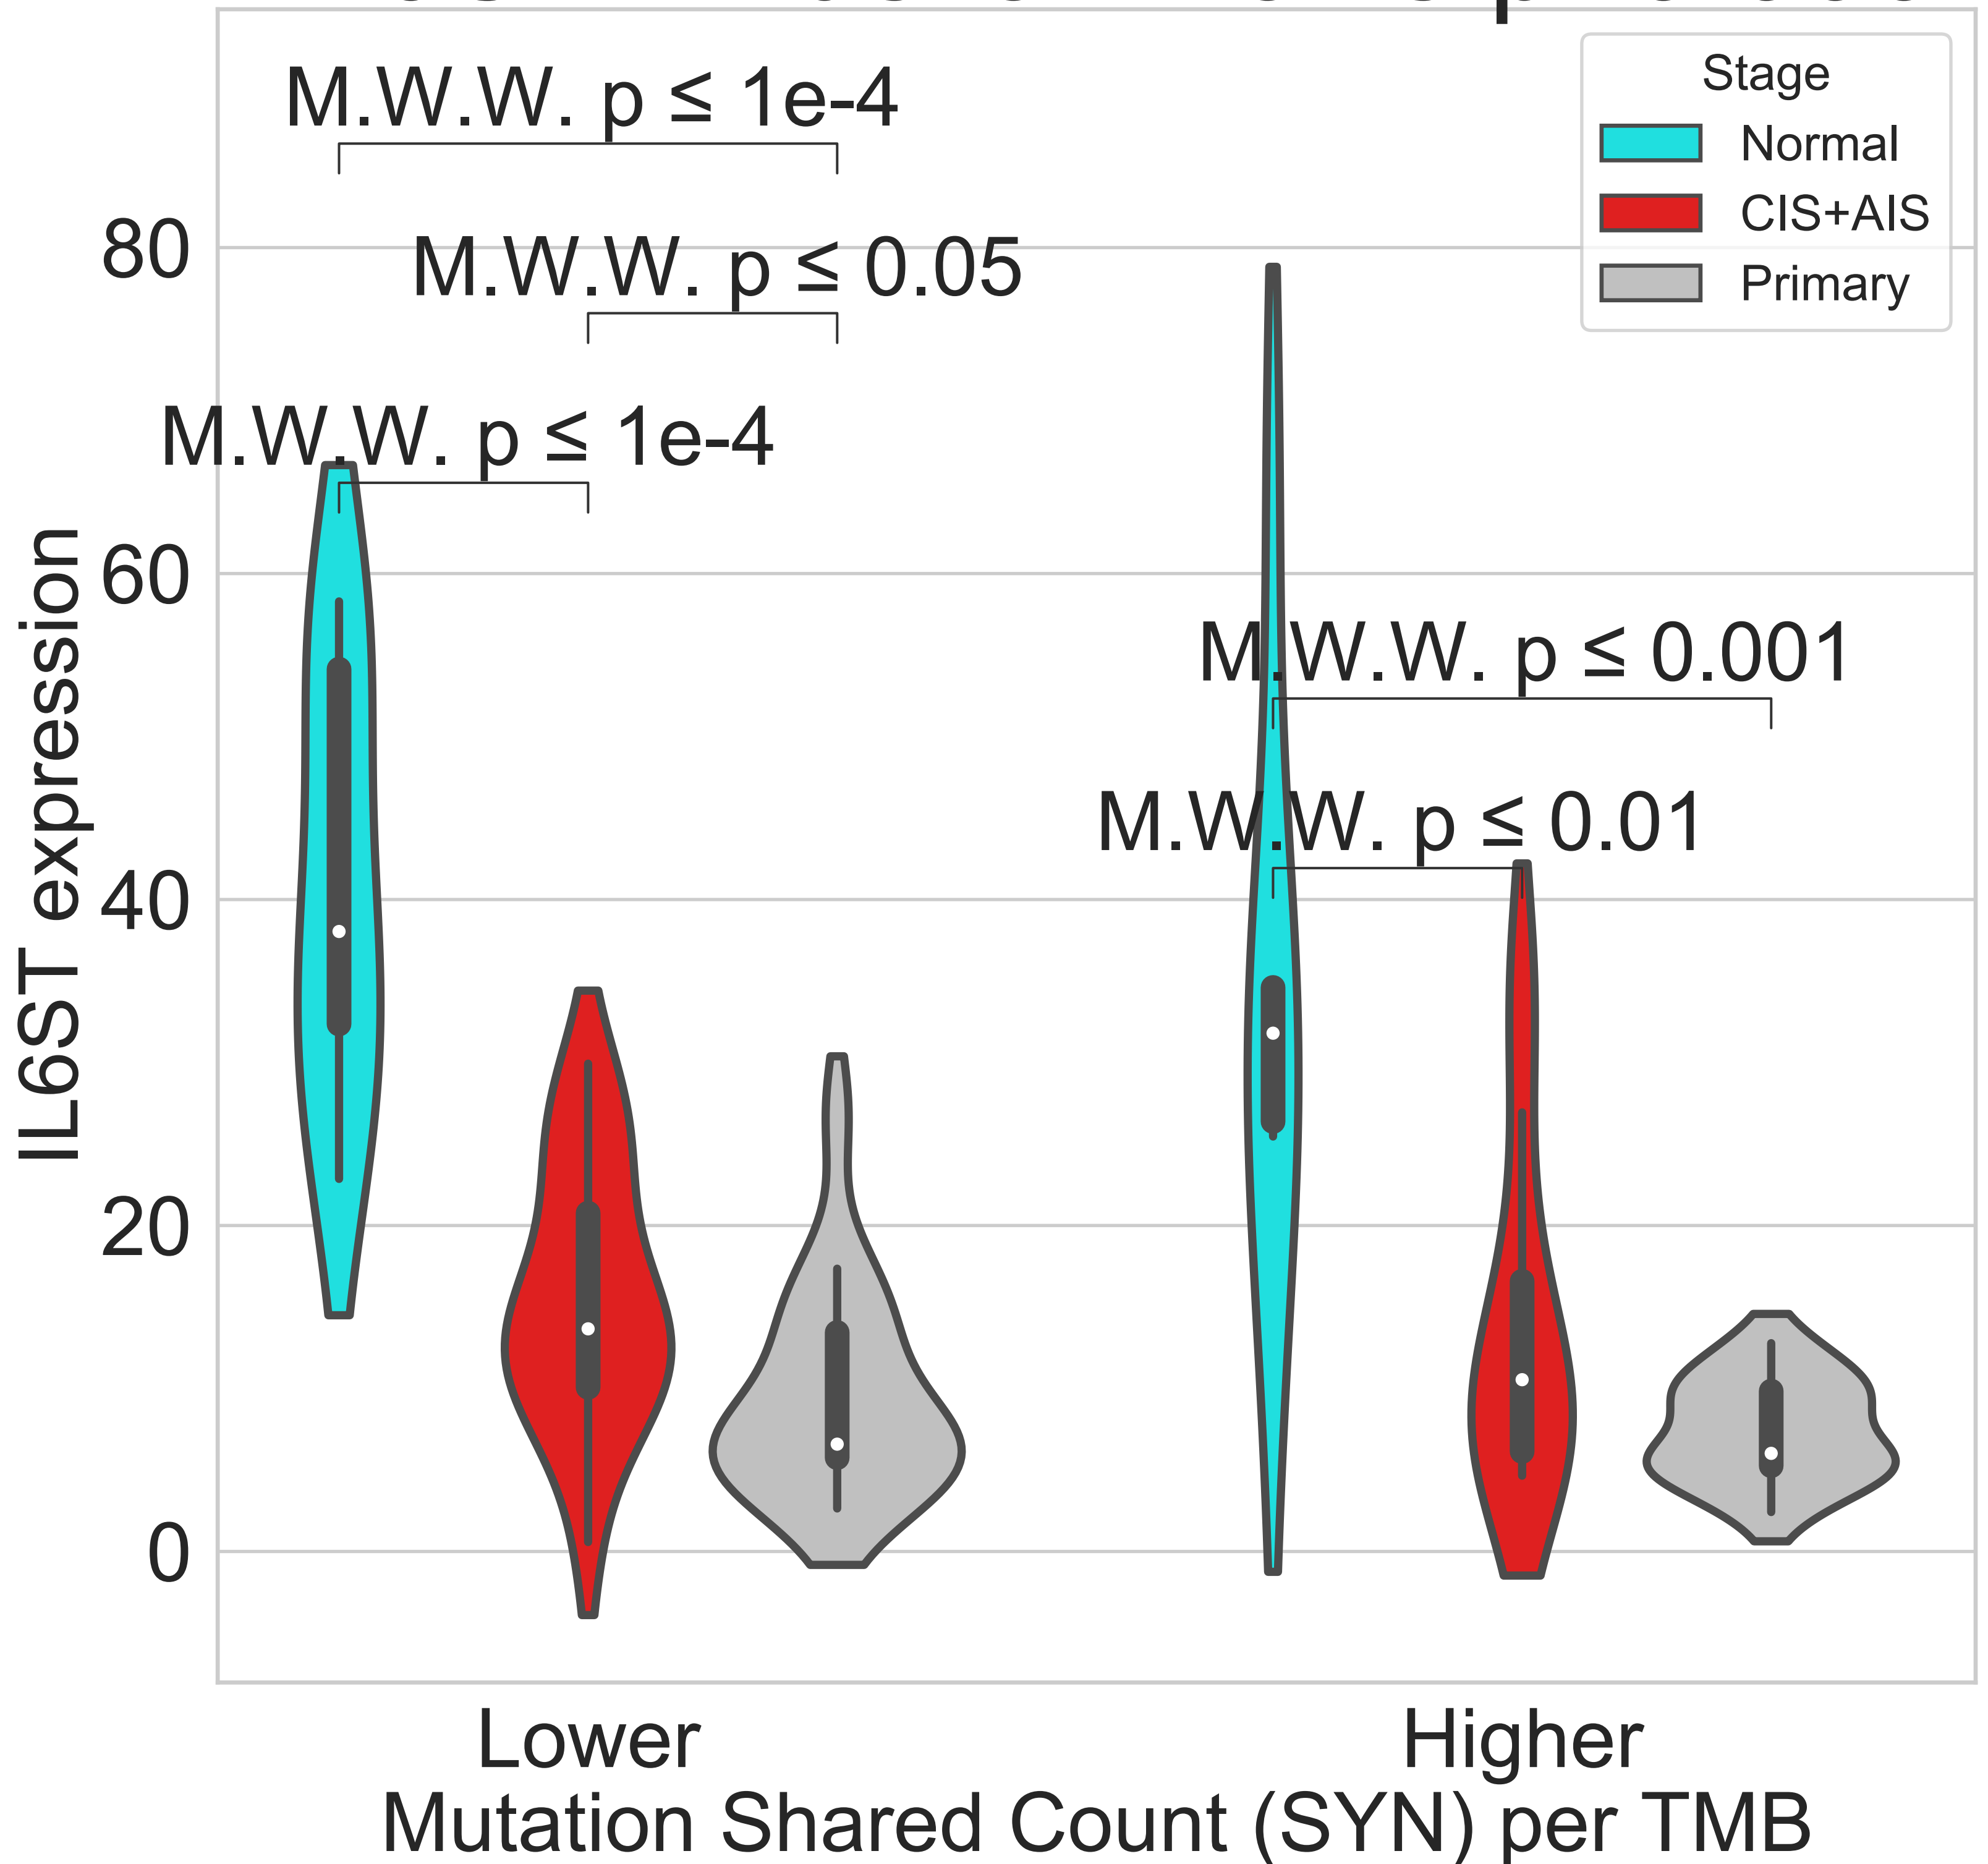 M.W.W. p ≤ 1e-4
Stage
Normal
CIS+AIS
Primary
80
M.W.W. p ≤ 0.05
M.W.W. p ≤ 1e-4
60
M.W.W. p ≤ 0.001
M.W.W. p ≤ 0.01
40
IL6ST expression
20
0
Lower
Higher
Mutation Shared Count (SYN) per TMB